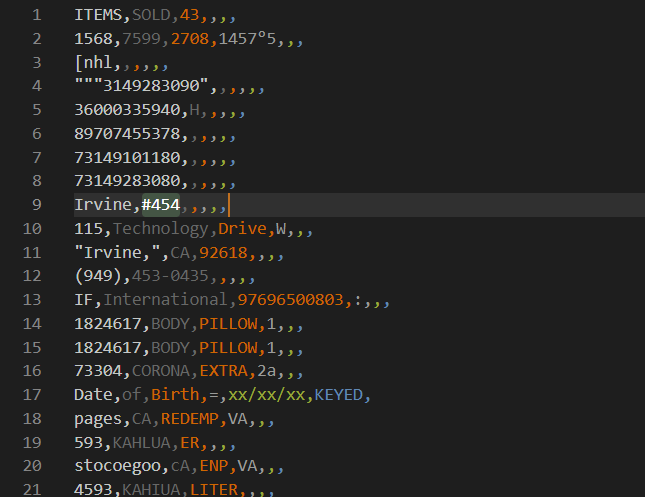 1 ITEMS,SOLD,43,,,,
2 1568,7599,2708,1457°5,,,
3 [nhl,,,,,,
4 """3149283090",,,,,,
5 36000335940,H,,,,,
6 89707455378,,,,,,
7 73149101180,,,,,,
8 73149283080,,,,,,
9 Irvine,#454,,,,,
10 115,Technology,Drive,W,,,
11 "Irvine,",CA,92618,,,,
12 (949),453-0435,,,,,
13 IF,International,97696500803,:,,,
14 1824617,BODY,PILLOW,1,,,
15 1824617,BODY,PILLOW,1,,,
16 73304,CORONA,EXTRA,2a,,,
17 Date,of,Birth,=,xx/xx/xx,KEYED,
18 pages,CA,REDEMP,VA,,,
19 593,KAHLUA,ER,,,,
20 stocoegoo,cA,ENP,VA,,,
21 4593,KAHIUA,LITER,,,,